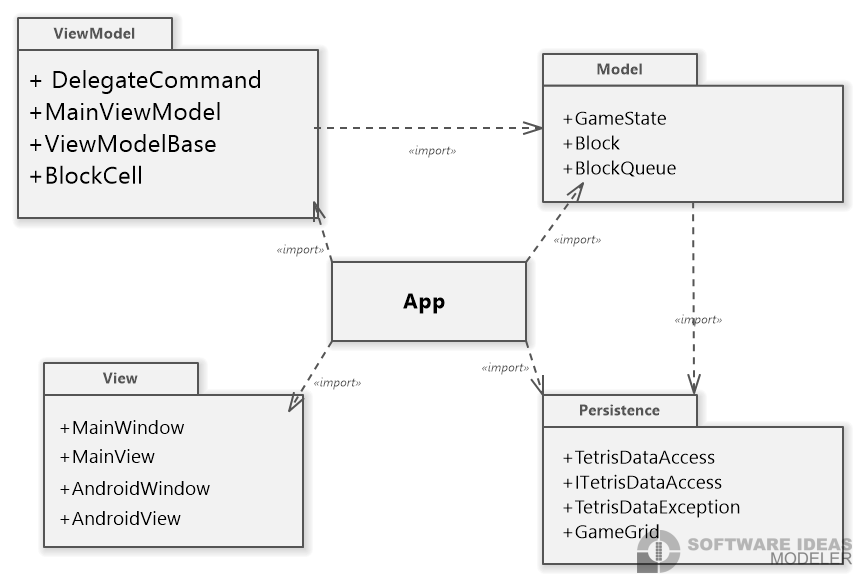 ViewModel
+ DelegateCommand
+MainViewModel
+ViewModelBase
+BlockCell
Model
+GameState
+Block
+BlockQueue
«import»
«import»
«import»
App
«import»
«import»
«import»
View
+MainWindow
+MainView
+AndroidWindow
+AndroidView
Persistence
+TetrisDataAccess
+ITetrisDataAccess
+TetrisDataException
+GameGrid
SOFTWARE IDEAS
MODELER